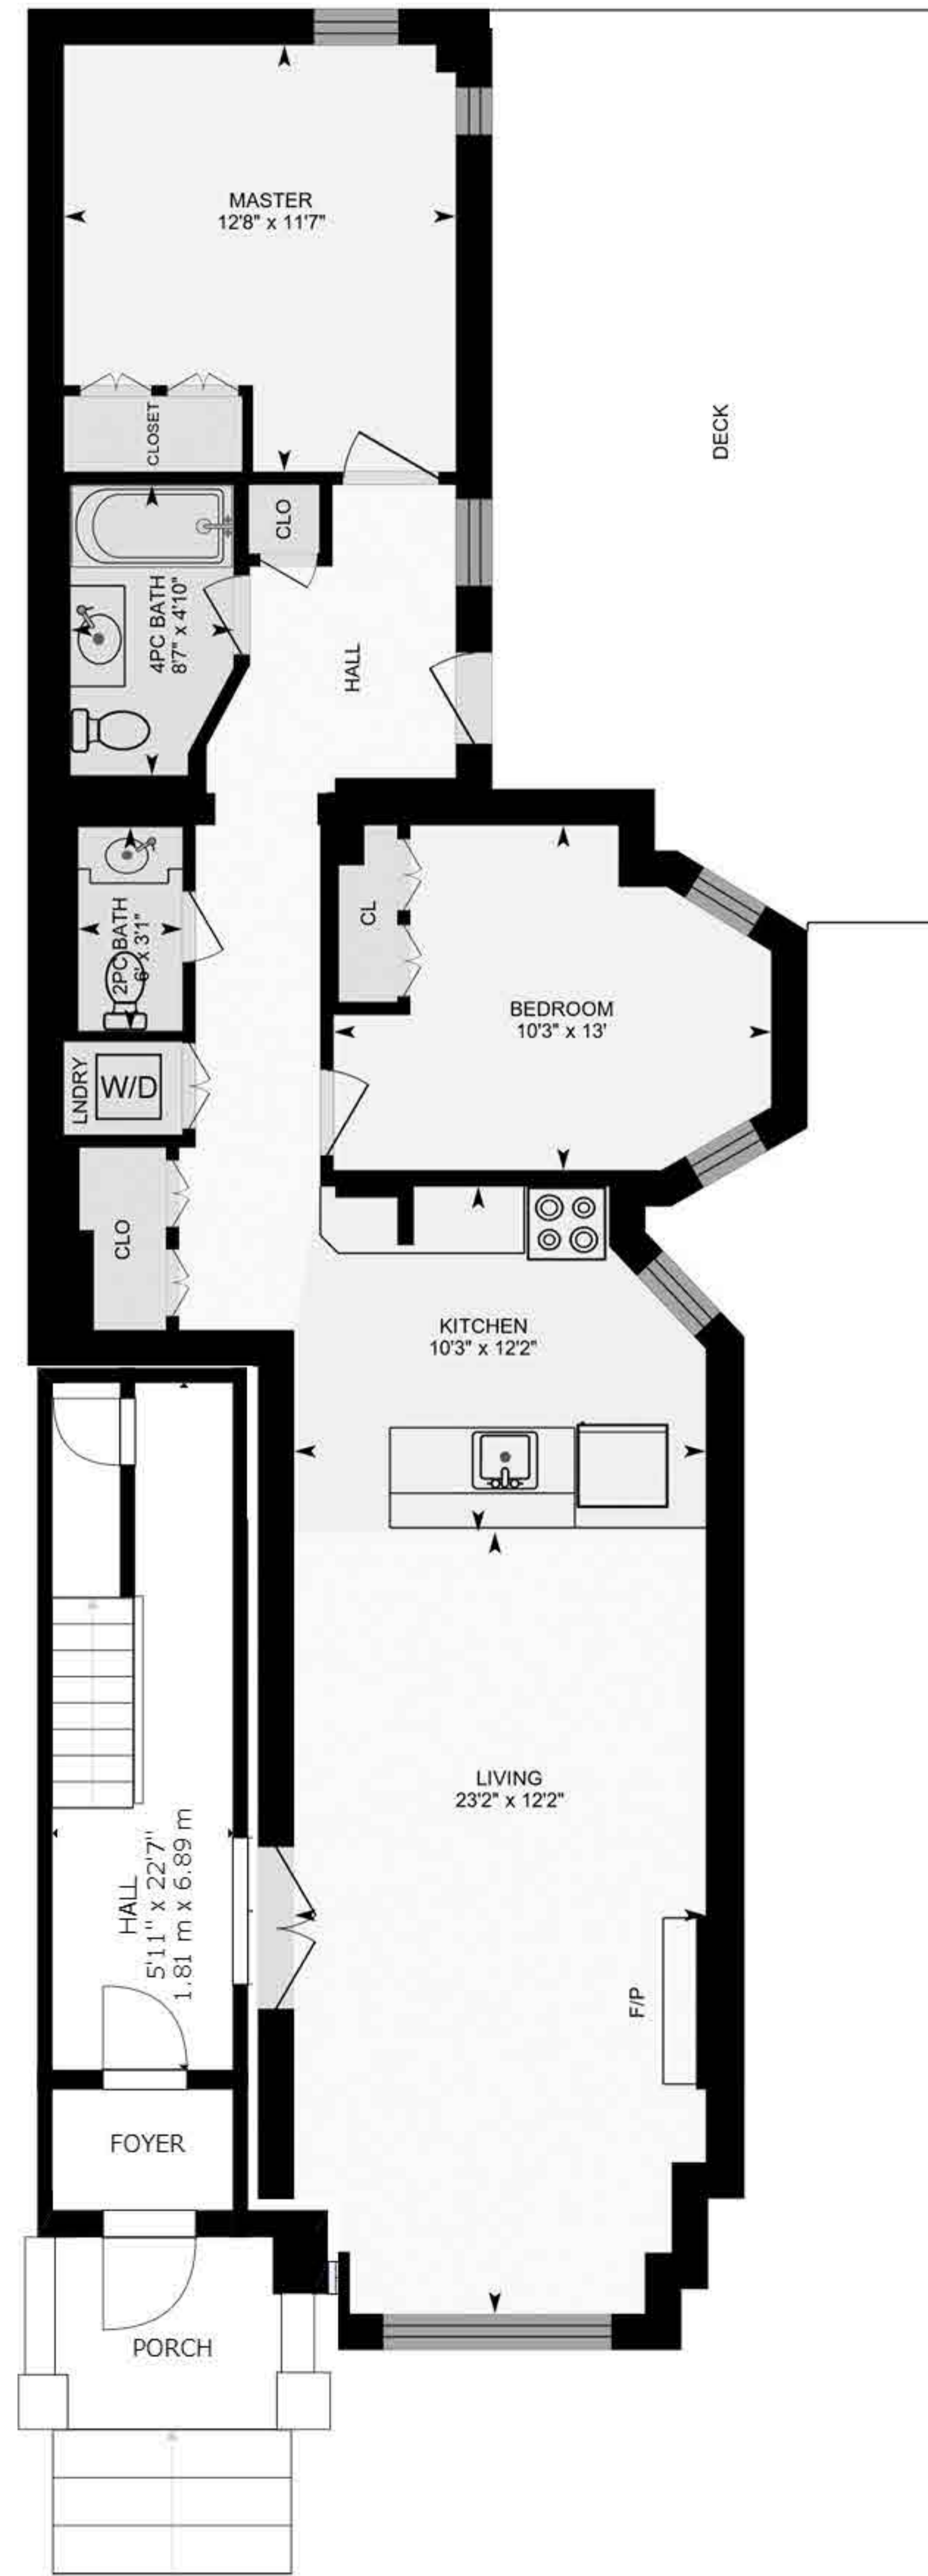 MASTER
12'8" x 11'7"
DECK
CLOSET
CLO
4PC BATH
8'7" x 4'10"
HALL
2PC BATH
6' x 3'1"
CL
BEDROOM
10'3" x 13'
LNDRY
W/D
CLO
KITCHEN
10'3" x 12'2"
LIVING
23'2" x 12'2"
HALL
5'11" x 22'7"
1.81 m x 6.89 m
F/P
FOYER
PORCH